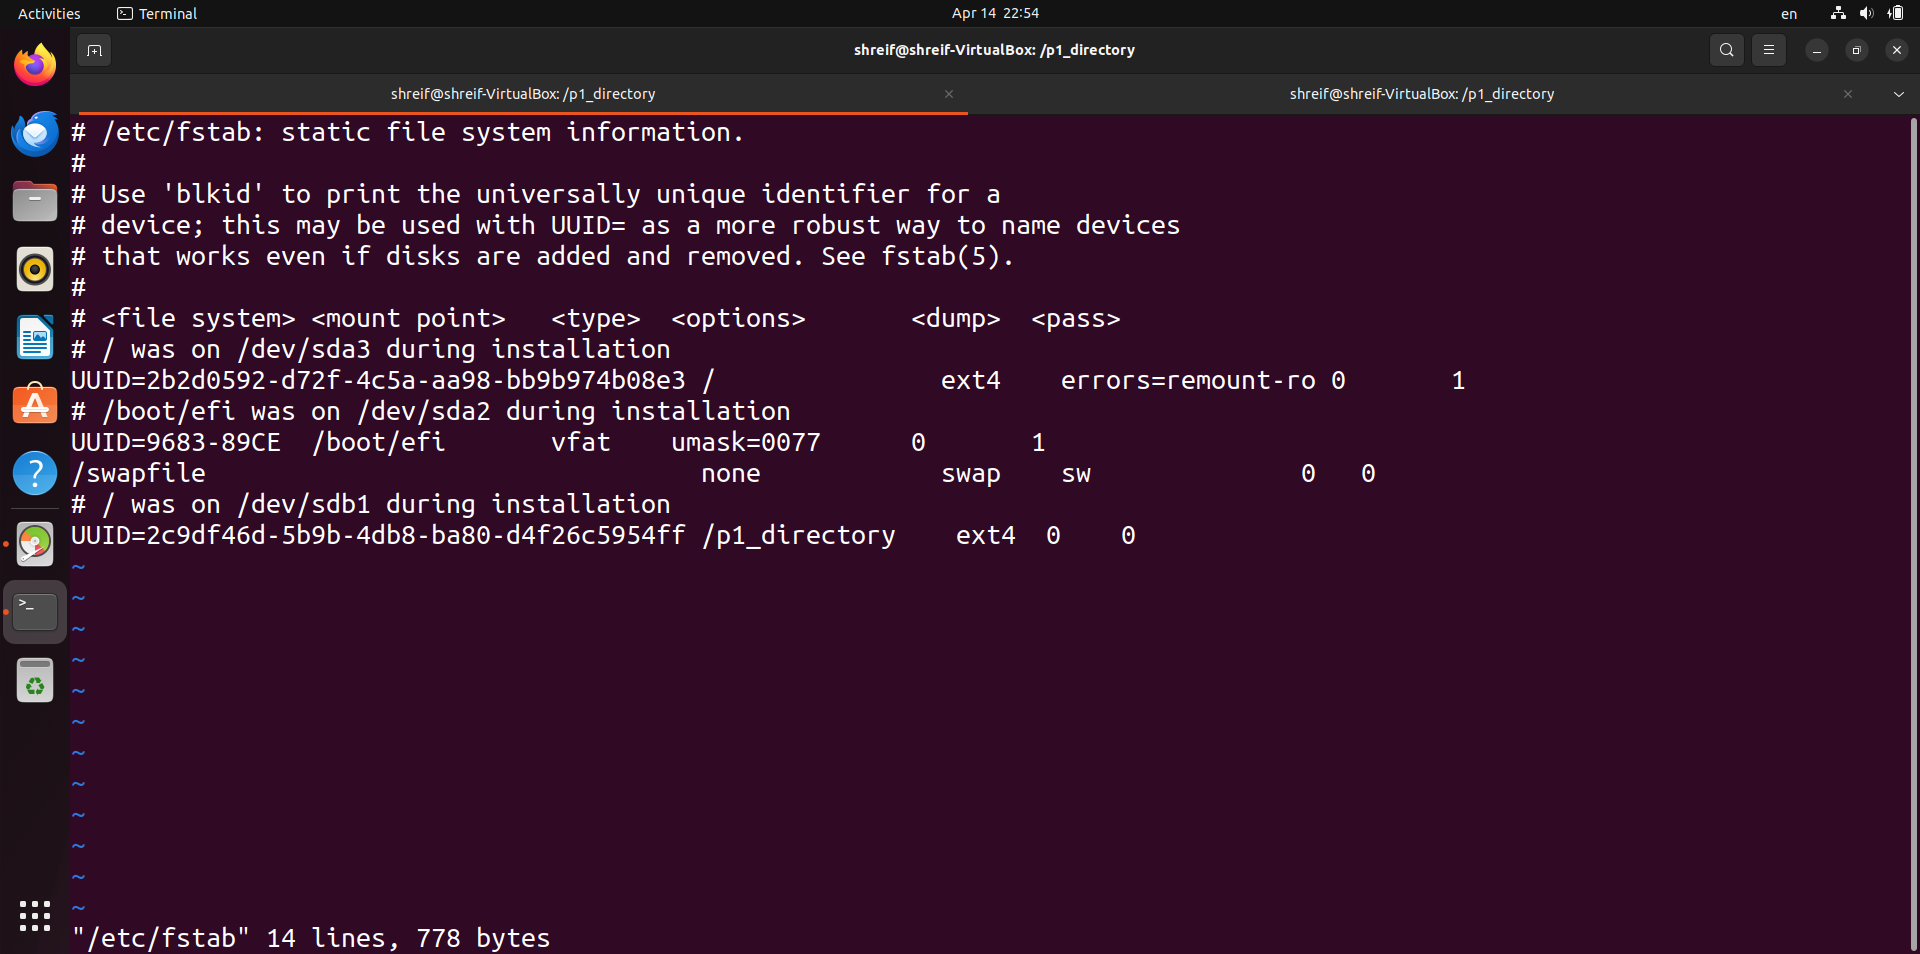 Activities Terminal Apr 14 22:54 en
shreif@shreif-VirtualBox: /p1_directory
shreif@shreif-VirtualBox: /p1_directory shreif@shreif-VirtualBox: /p1_directory
# /etc/fstab: static file system information.
#
# Use 'blkid' to print the universally unique identifier for a
# device; this may be used with UUID= as a more robust way to name devices
# that works even if disks are added and removed. See fstab(5).
#
# <file system> <mount point>   <type>  <options>       <dump>  <pass>
# / was on /dev/sda3 during installation
UUID=2b2d0592-d72f-4c5a-aa98-bb9b974b08e3 /               ext4    errors=remount-ro 0       1
# /boot/efi was on /dev/sda2 during installation
UUID=9683-89CE  /boot/efi       vfat    umask=0077      0       1
/swapfile                                 none            swap    sw              0   0
# / was on /dev/sdb1 during installation
UUID=2c9df46d-5b9b-4db8-ba80-d4f26c5954ff /p1_directory    ext4  0    0
~
~
~
~
~
~
~
~
~
~
~
~
"/etc/fstab" 14 lines, 778 bytes